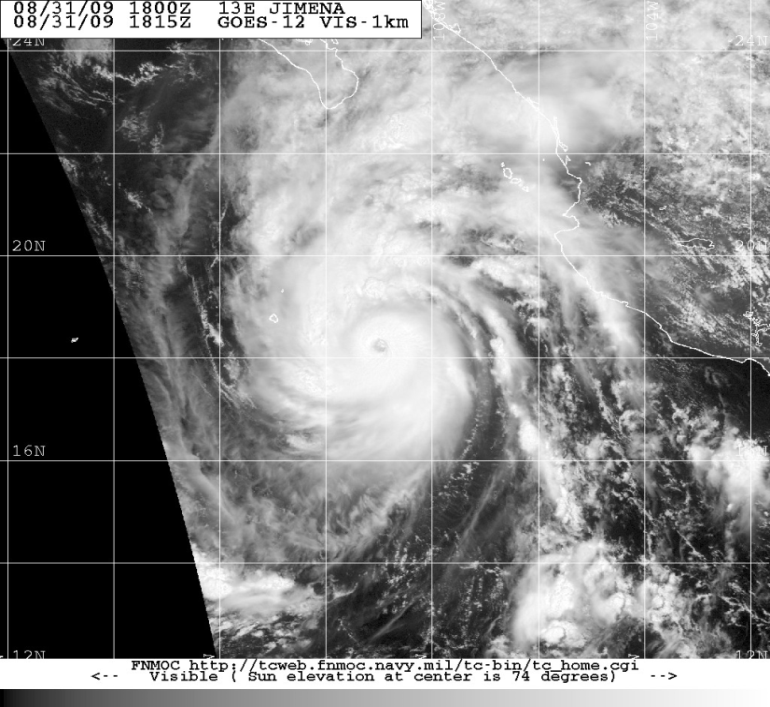 08/31/09 1800Z 13E JIMENA
08/31/09 1815Z GOES-12 VIS-1km
24N 24N
20N 20N
16N
12N 12N
FNMOC http://tcweb.fnmoc.navy.mil/tc-bin/tc_home.cgi
<-- Visible ( Sun elevation at center is 74 degrees) -->